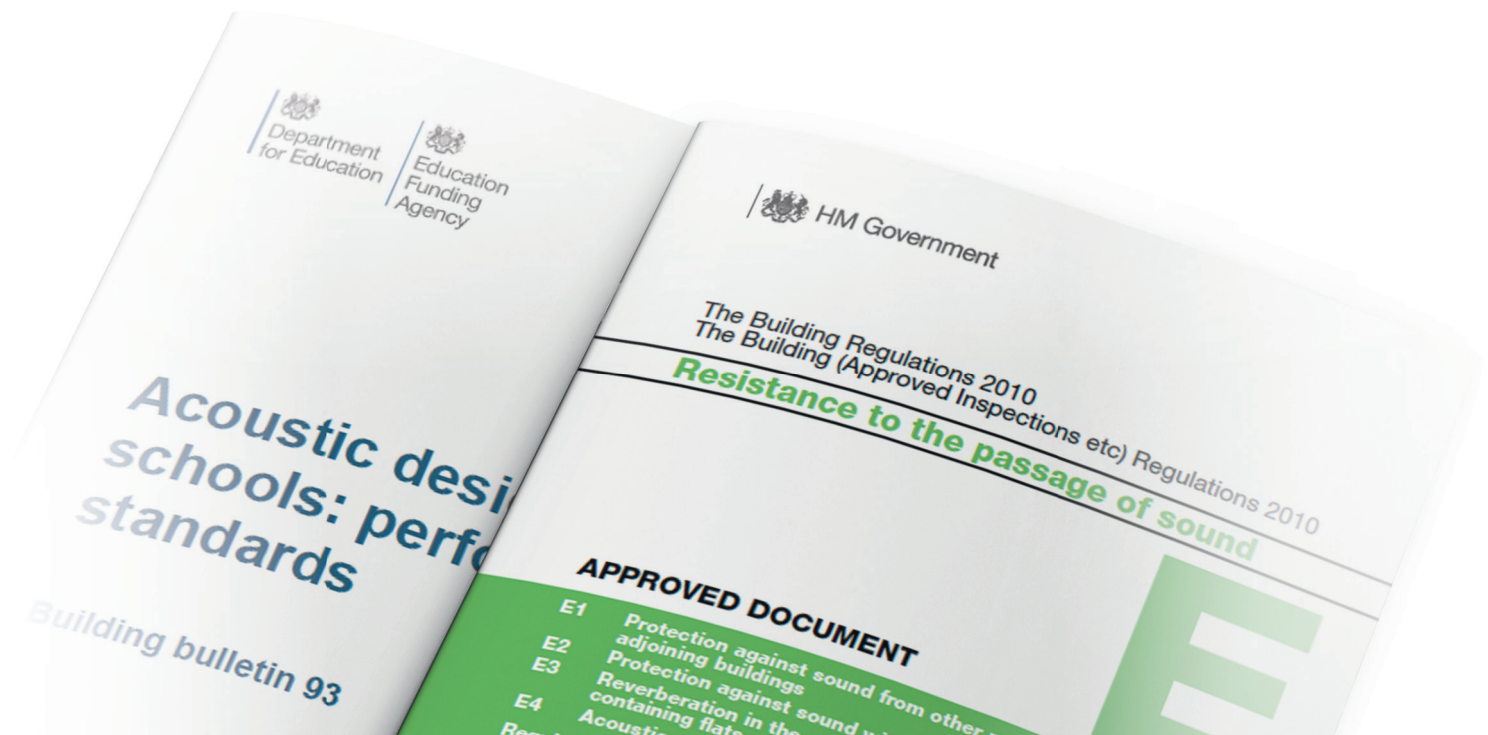 Department
for Education
Education
Funding
Agency
Acoustic
schools:
standards
Building bulletin 93
HM Government
The Building Regulations 2010
The Building (Approved Inspections etc) Regulations 2010
Resistance to the passage of sound
APPROVED DOCUMENT
E
E1 Protection against sound from other
adjoining buildings
E2 Protection against sound
E3 Reverberation in the
containing flats
E4